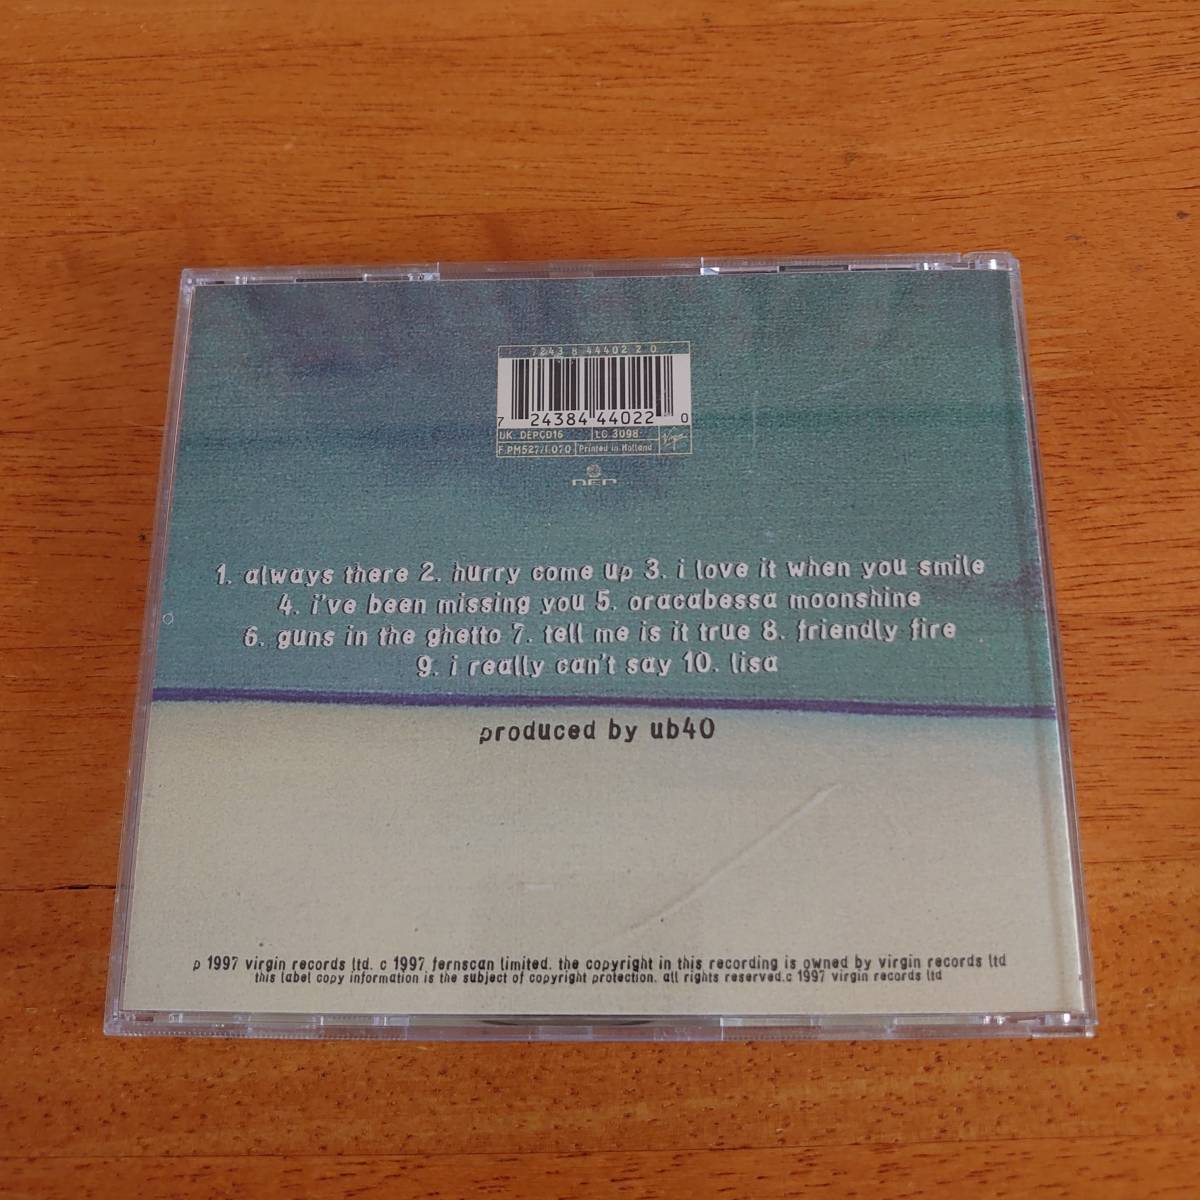 7243 8 44402 2 0
7 24384 44022 0
UK: DEPCD16 LC 3098
F:PM527/1.070 Printed in Holland Virgin
DEP
1. always there 2. hurry come up 3. i love it when you smile
4. i've been missing you 5. oracabessa moonshine
6. guns in the ghetto 7. tell me is it true 8. friendly fire
9. i really can't say 10. lisa
produced by ub40
p 1997 virgin records ltd. c 1997 fernscan limited. the copyright in this recording is owned by virgin records ltd
this label copy information is the subject of copyright protection. all rights reserved.c 1997 virgin records ltd